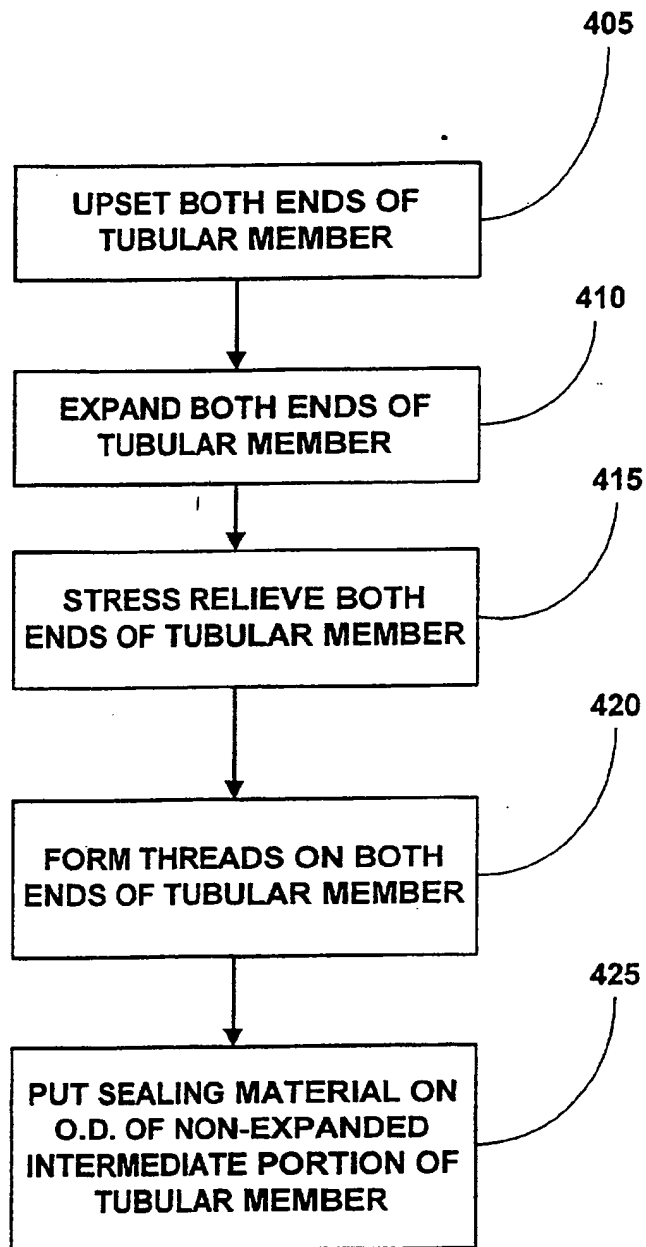 405
UPSET BOTH ENDS OF
TUBULAR MEMBER
410
EXPAND BOTH ENDS OF
TUBULAR MEMBER
415
STRESS RELIEVE BOTH
ENDS OF TUBULAR MEMBER
420
FORM THREADS ON BOTH
ENDS OF TUBULAR MEMBER
425
PUT SEALING MATERIAL ON
O.D. OF NON-EXPANDED
INTERMEDIATE PORTION OF
TUBULAR MEMBER